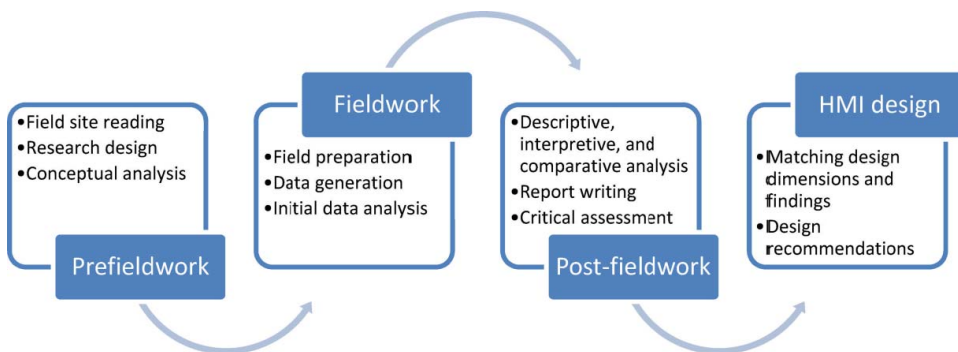 •Field site reading
•Research design
•Conceptual analysis
Prefieldwork
Fieldwork
•Field preparation
•Data generation
•Initial data analysis
•Descriptive,
interpretive, and
comparative analysis
•Report writing
•Critical assessment
Post-fieldwork
HMI design
•Matching design
dimensions and
findings
•Design
recommendations